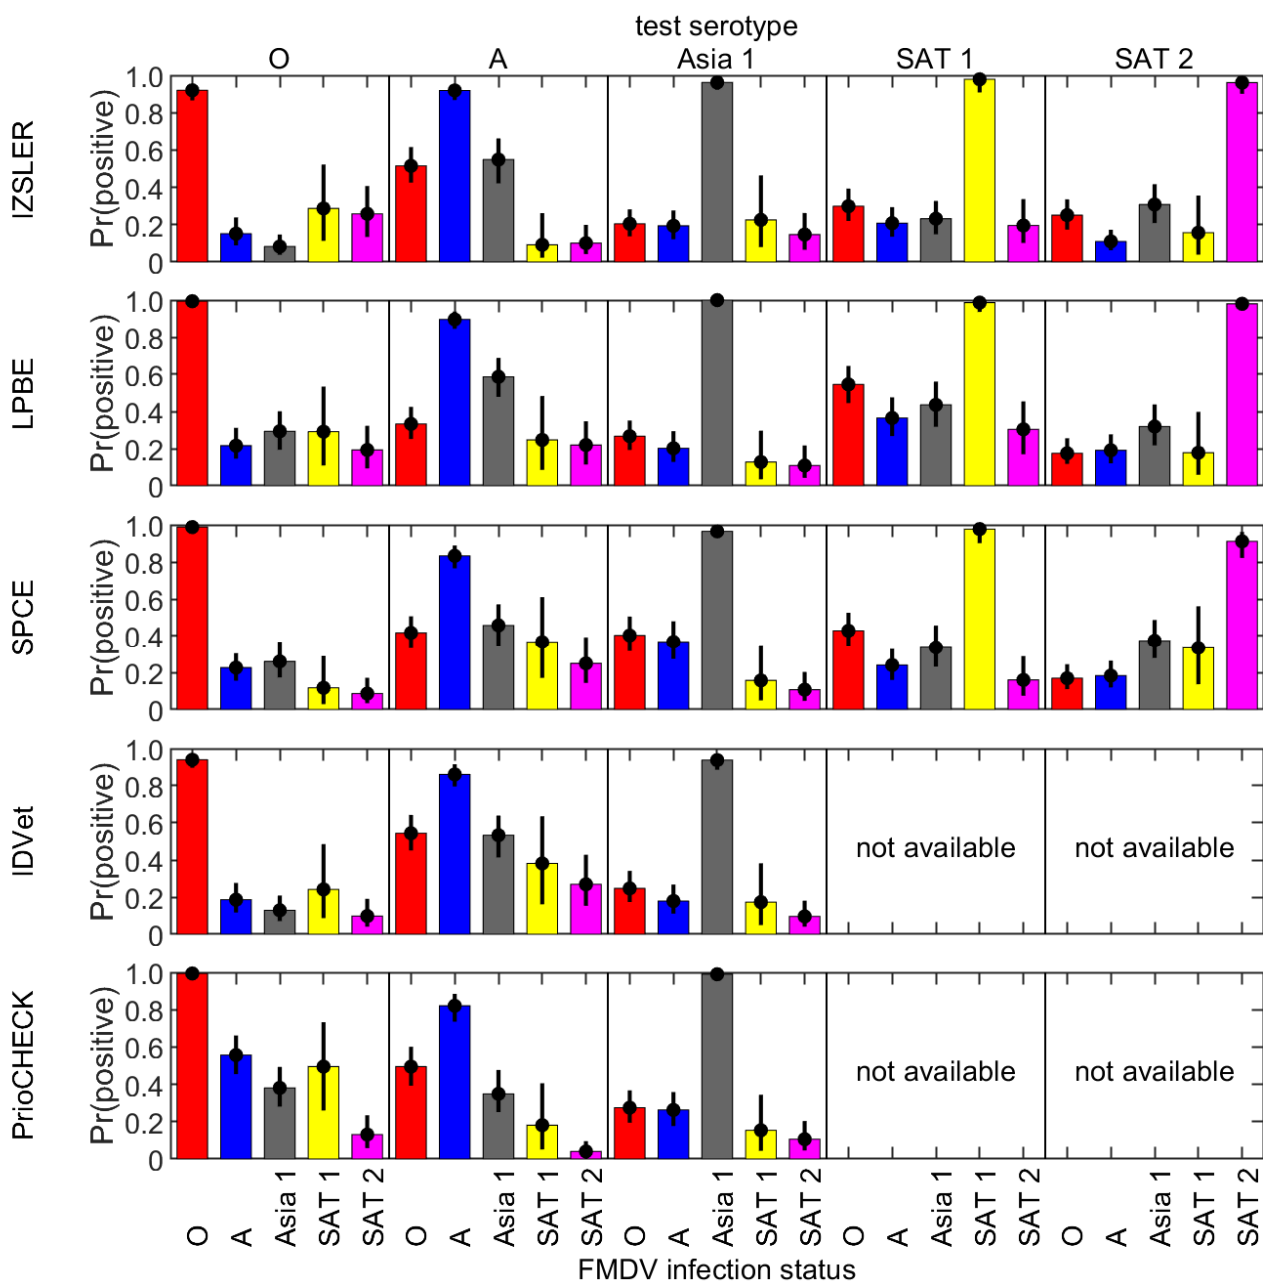 test serotype
O A Asia 1 SAT 1 SAT 2
IZSLER
Pr(positive)
1.0
0.8
0.6
0.4
0.2
0
LPBE
Pr(positive)
1.0
0.8
0.6
0.4
0.2
0
SPCE
Pr(positive)
1.0
0.8
0.6
0.4
0.2
0
IDVet
Pr(positive)
1.0
0.8
0.6
0.4
0.2
0
not available not available
PrioCHECK
Pr(positive)
1.0
0.8
0.6
0.4
0.2
0
not available not available
O A Asia 1 SAT 1 SAT 2 O A Asia 1 SAT 1 SAT 2 O A Asia 1 SAT 1 SAT 2 O A Asia 1 SAT 1 SAT 2 O A Asia 1 SAT 1 SAT 2
FMDV infection status